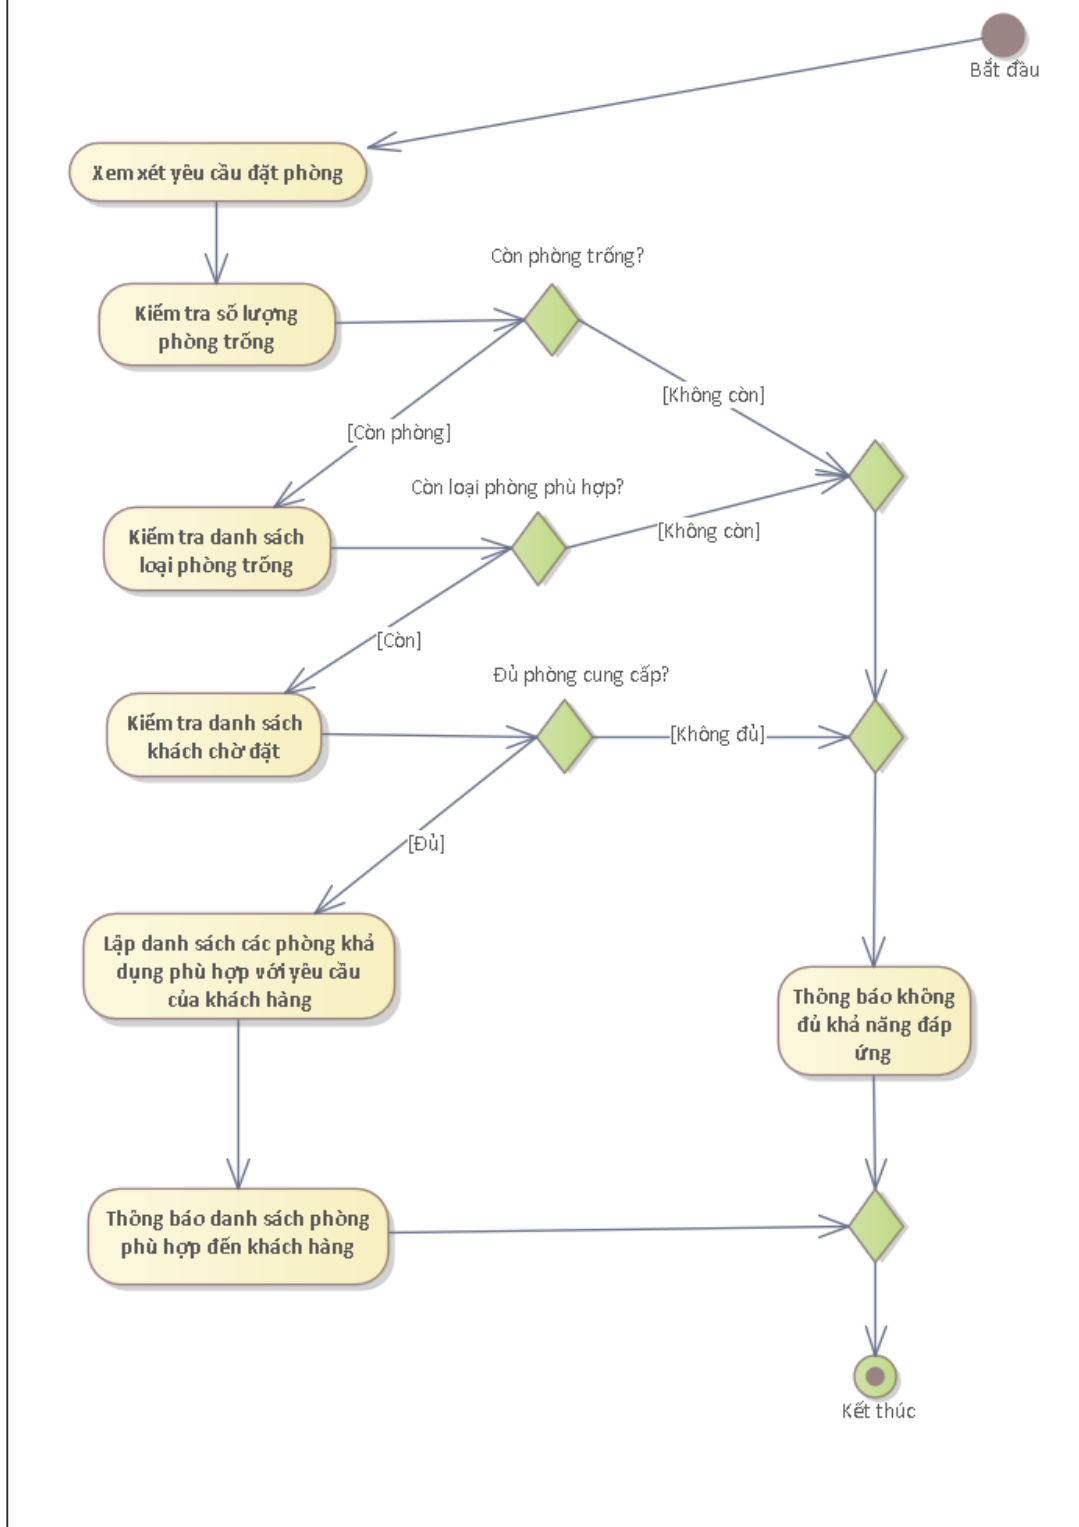 Bắt đầu
Xem xét yêu cầu đặt phòng
Còn phòng trống?
Kiểm tra số lượng
phòng trống
[Không còn]
[Còn phòng]
Còn loại phòng phù hợp?
Kiểm tra danh sách
loại phòng trống
[Không còn]
[Còn]
Đủ phòng cung cấp?
Kiểm tra danh sách
khách chờ đặt
[Không đủ]
[Đủ]
Lập danh sách các phòng khả
dụng phù hợp với yêu cầu
của khách hàng
Thông báo không
đủ khả năng đáp
ứng
Thông báo danh sách phòng
phù hợp đến khách hàng
Kết thúc